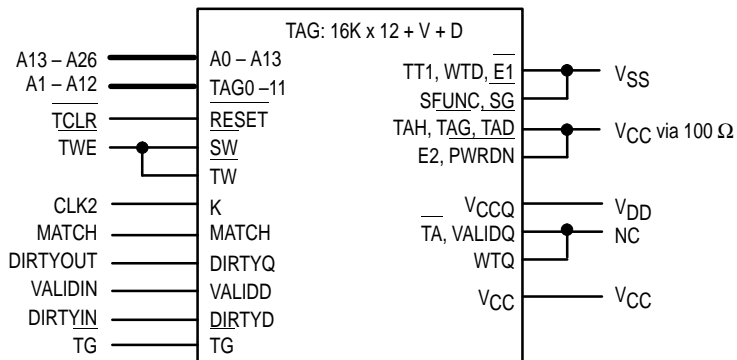 TAG: 16K x 12 + V + D
A13 – A26
A0 – A13
A1 – A12
TAG0 –11
TCLR
RESET
TWE
SW
TW
CLK2
K
MATCH
MATCH
DIRTYOUT
DIRTYQ
VALIDIN
VALIDD
DIRTYIN
DIRTYD
TG
TG
TT1, WTD, E1
SFUNC, SG
VSS
TAH, TAG, TAD
E2, PWRDN
VCC via 100 Ω
VCCQ
VDD
TA, VALIDQ
NC
WTQ
VCC
VCC